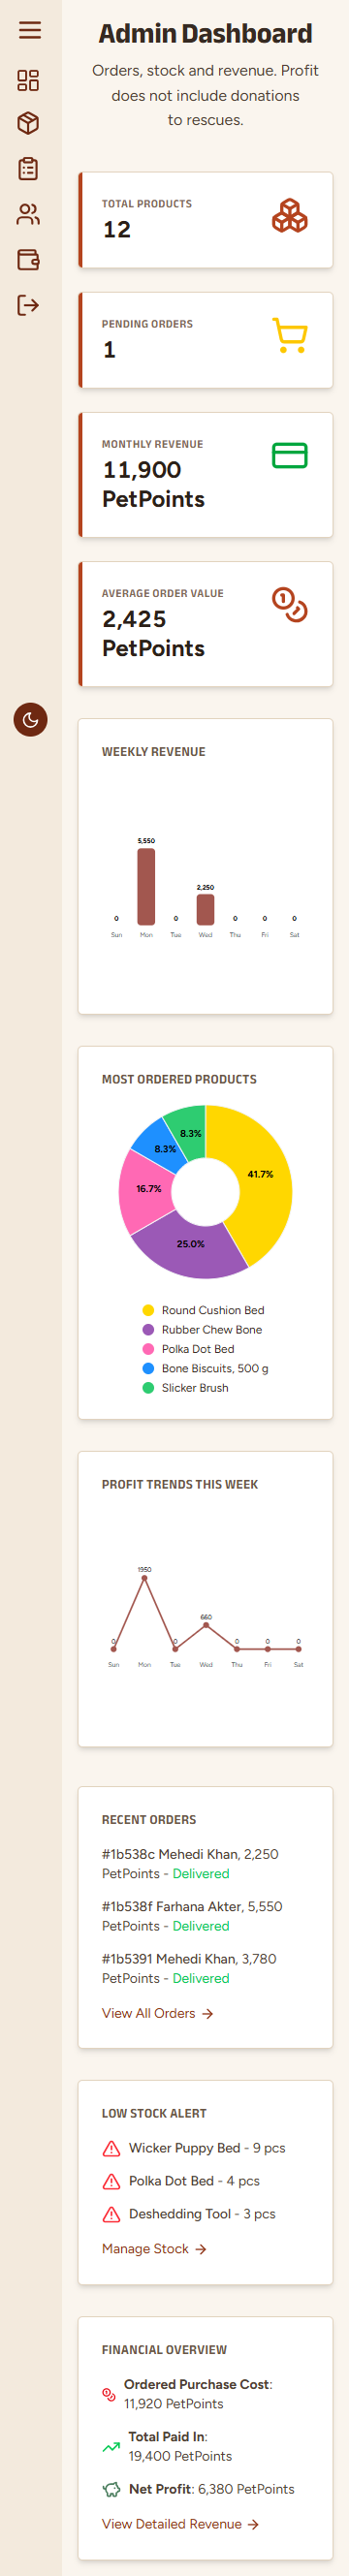 Admin Dashboard
Orders, stock and revenue. Profit
does not include donations
to rescues.
TOTAL PRODUCTS
12
PENDING ORDERS
1
MONTHLY REVENUE
11,900
PetPoints
AVERAGE ORDER VALUE
2,425
PetPoints
WEEKLY REVENUE
0 5,550 0 2,250 0 0 0
Sun Mon Tue Wed Thu Fri Sat
MOST ORDERED PRODUCTS
8.3%
8.3%
41.7%
16.7%
25.0%
Round Cushion Bed
Rubber Chew Bone
Polka Dot Bed
Bone Biscuits, 500 g
Slicker Brush
PROFIT TRENDS THIS WEEK
0 1950 0 660 0 0 0
Sun Mon Tue Wed Thu Fri Sat
RECENT ORDERS
#1b538c Mehedi Khan, 2,250
PetPoints - Delivered
#1b538f Farhana Akter, 5,550
PetPoints - Delivered
#1b5391 Mehedi Khan, 3,780
PetPoints - Delivered
View All Orders →
LOW STOCK ALERT
Wicker Puppy Bed - 9 pcs
Polka Dot Bed - 4 pcs
Deshedding Tool - 3 pcs
Manage Stock →
FINANCIAL OVERVIEW
Ordered Purchase Cost:
11,920 PetPoints
Total Paid In:
19,400 PetPoints
Net Profit: 6,380 PetPoints
View Detailed Revenue →